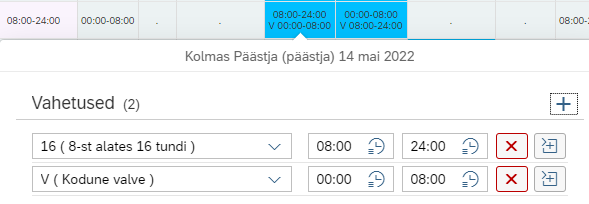 08:00-24:00 00:00-08:00 . . 08:00-24:00 00:00-08:00 . . 08:00-2
V 00:00-08:00 V 08:00-24:00
Kolmas Päästja (päästja) 14 mai 2022
Vahetused (2)
16 ( 8-st alates 16 tundi ) 08:00 24:00
V ( Kodune valve ) 00:00 08:00